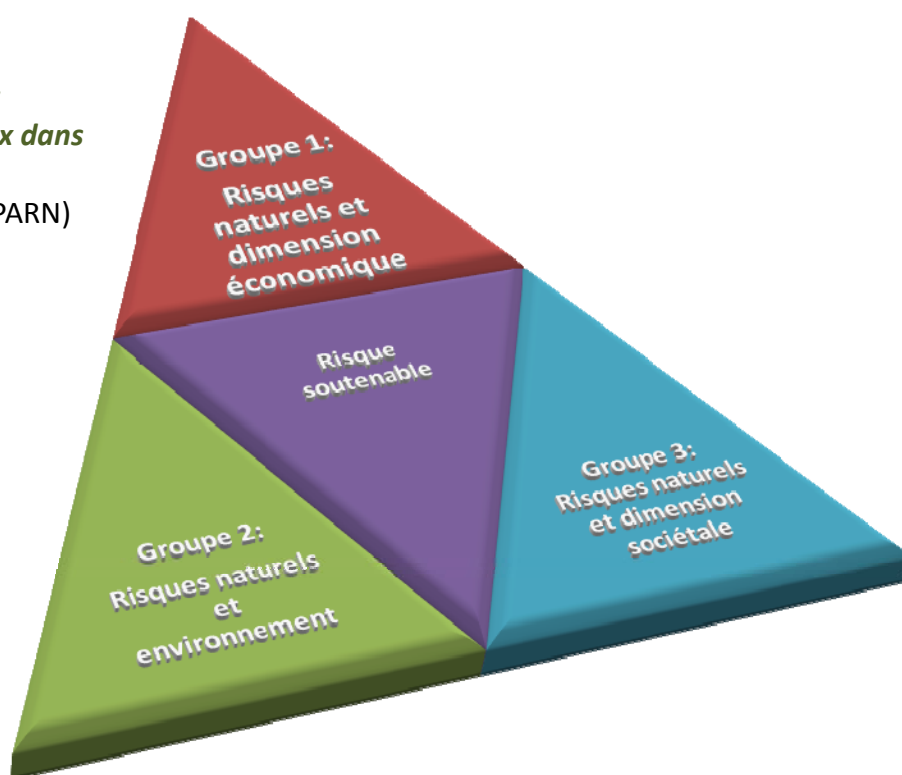 x dans
PARN)
Groupe 1:
Risques
naturels et
dimension
économique
Risque
soutenable
Groupe 2:
Risques naturels
et
environnement
Groupe 3:
Risques naturels
et dimension
sociétale